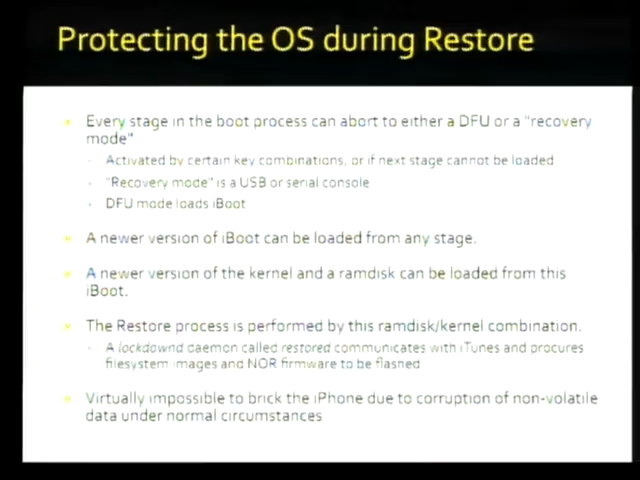 Protecting the OS during Restore
Every stage in the boot process can abort to either a DFU or a "recovery
mode"
Activated by certain key combinations, or if next stage cannot be loaded
"Recovery mode" is a USB or serial console
DFU mode loads iBoot
A newer version of iBoot can be loaded from any stage.
A newer version of the kernel and a ramdisk can be loaded from this
iBoot.
The Restore process is performed by this ramdisk/kernel combination.
A lockdownd daemon called restored communicates with iTunes and procures
filesystem images and NOR firmware to be flashed
Virtually impossible to brick the iPhone due to corruption of non-volatile
data under normal circumstances